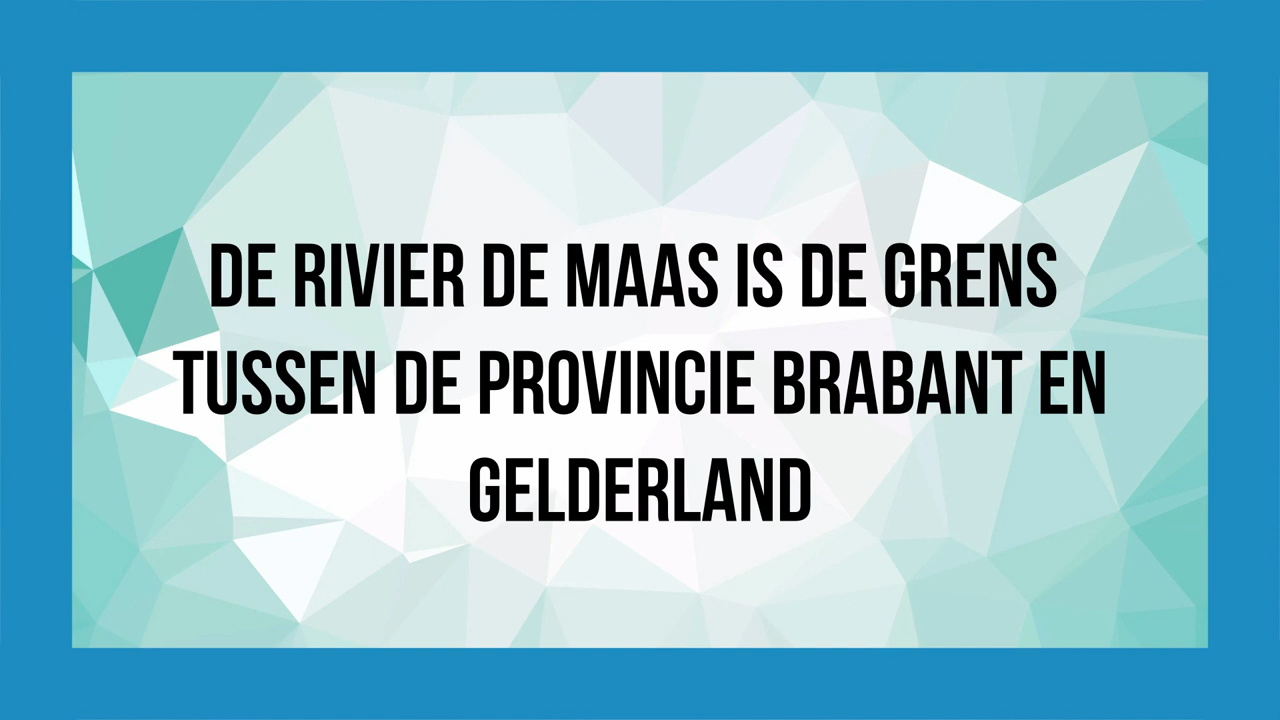 DE RIVIER DE MAAS IS DE GRENS
TUSSEN DE PROVINCIE BRABANT EN
GELDERLAND